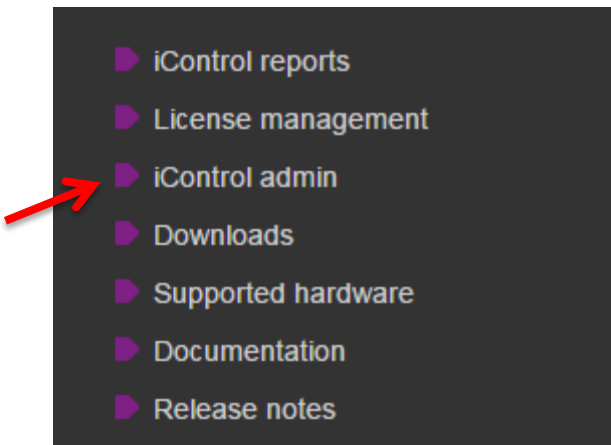 iControl reports
License management
iControl admin
Downloads
Supported hardware
Documentation
Release notes